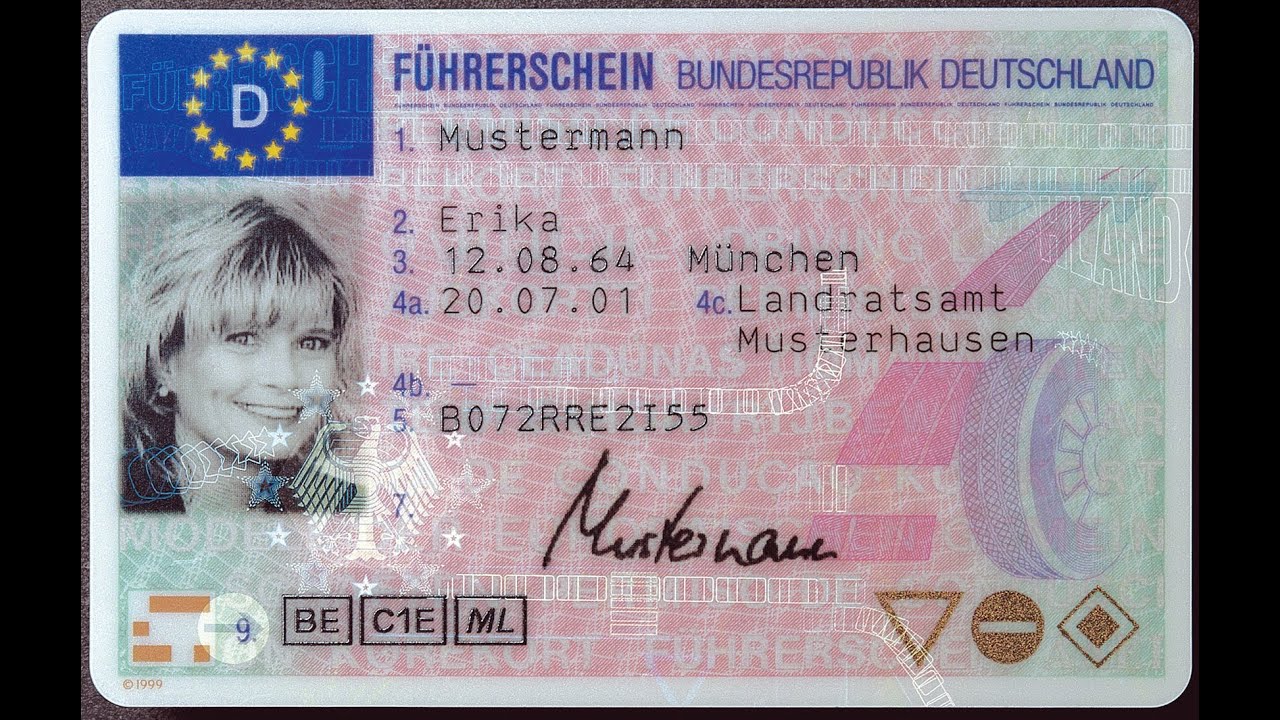 D
FÜHRERSCHEIN BUNDESREPUBLIK DEUTSCHLAND
1. Mustermann
2. Erika
3. 12.08.64 München
4a. 20.07.01 4c. Landratsamt
Musterhausen
4b. —
5. B072RRE2I55
7. Mustermann
9. BE C1E ML
©1999